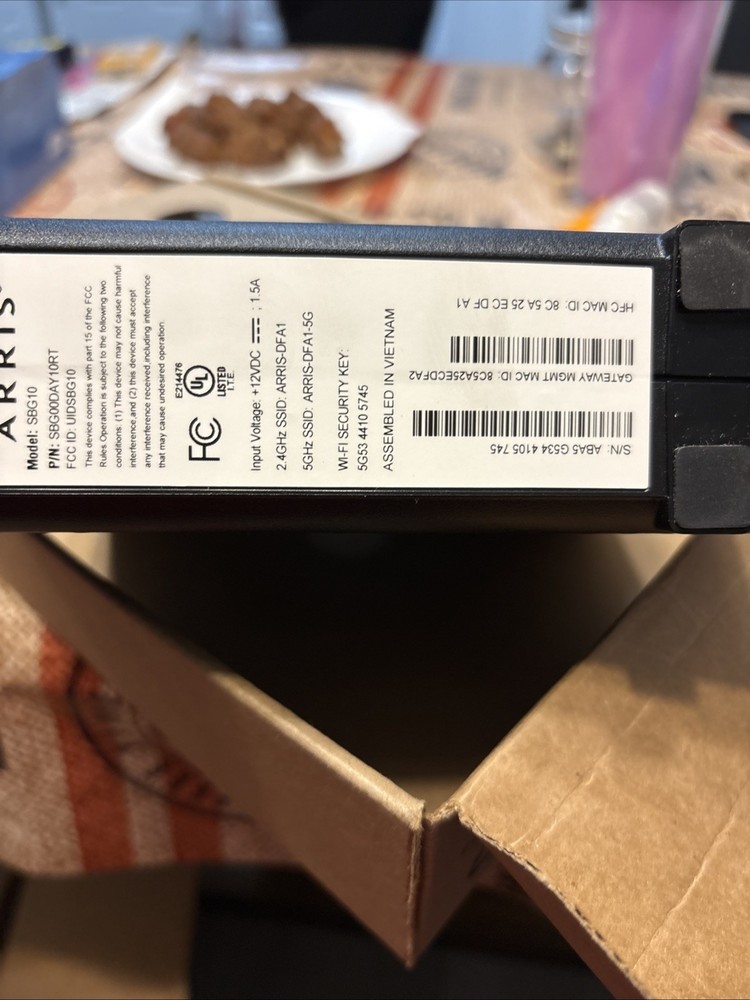 ARRIS®
Model: SBG10
P/N: SBG00DAY10RT
FCC ID: UIDSBG10
This device complies with part 15 of the FCC
Rules Operation is subject to the following two
conditions: (1) This device may not cause harmful
interference,and (2) this device must accept
any interference received,including interference
that may cause undesired operation.
FC
E214476
UL
LISTED
I.T.E.
Input Voltage: +12VDC ; 1.5A
2.4GHz SSID: ARRIS-DFA1
5GHz SSID: ARRIS-DFA1-5G
WI-FI SECURITY KEY:
5G53 4410 5745
ASSEMBLED IN VIETNAM
S/N: ABA5 G534 4105 745
GATEWAY MGMT MAC ID: 8C5A25ECDFA2
HFC MAC ID: 8C 5A 25 EC DF A1